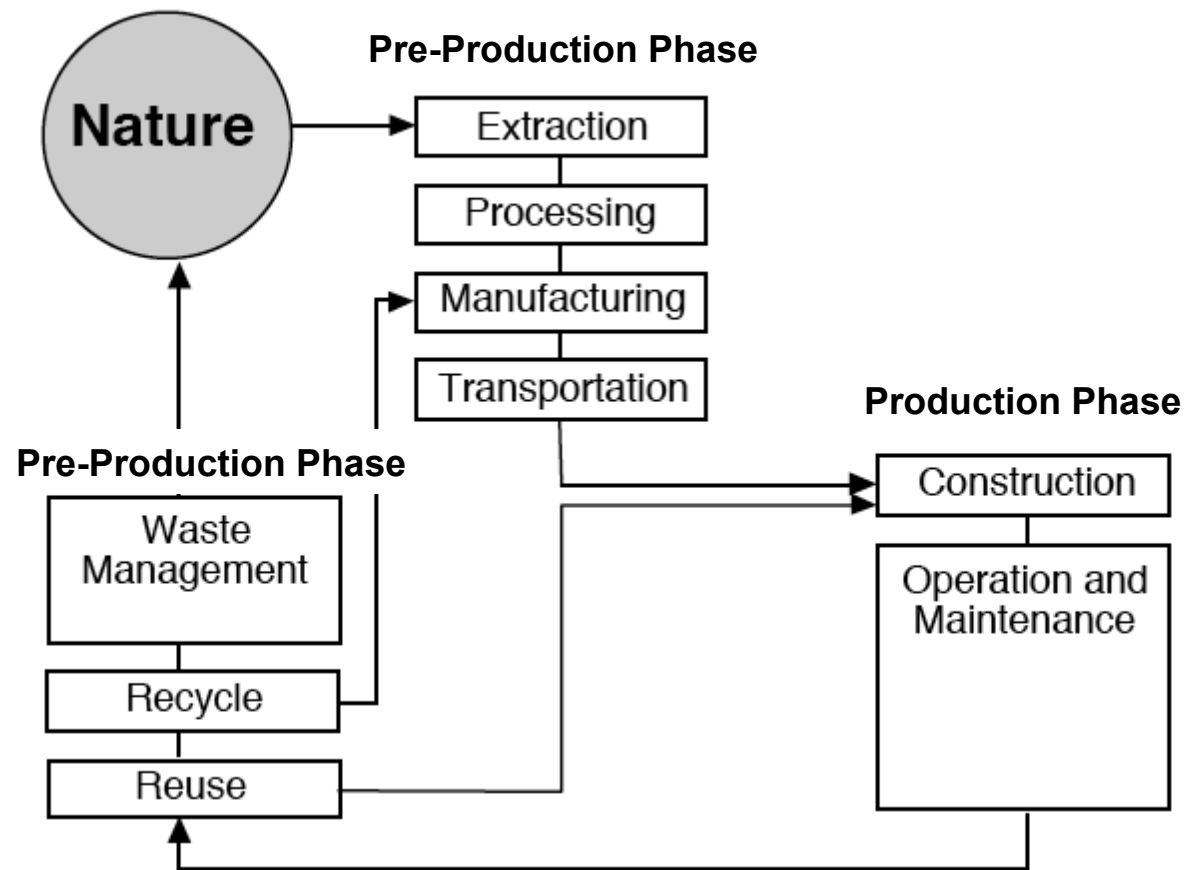 Pre-Production Phase
Nature
Extraction
Processing
Manufacturing
Transportation
Production Phase
Construction
Operation and
Maintenance
Pre-Production Phase
Waste
Management
Recycle
Reuse